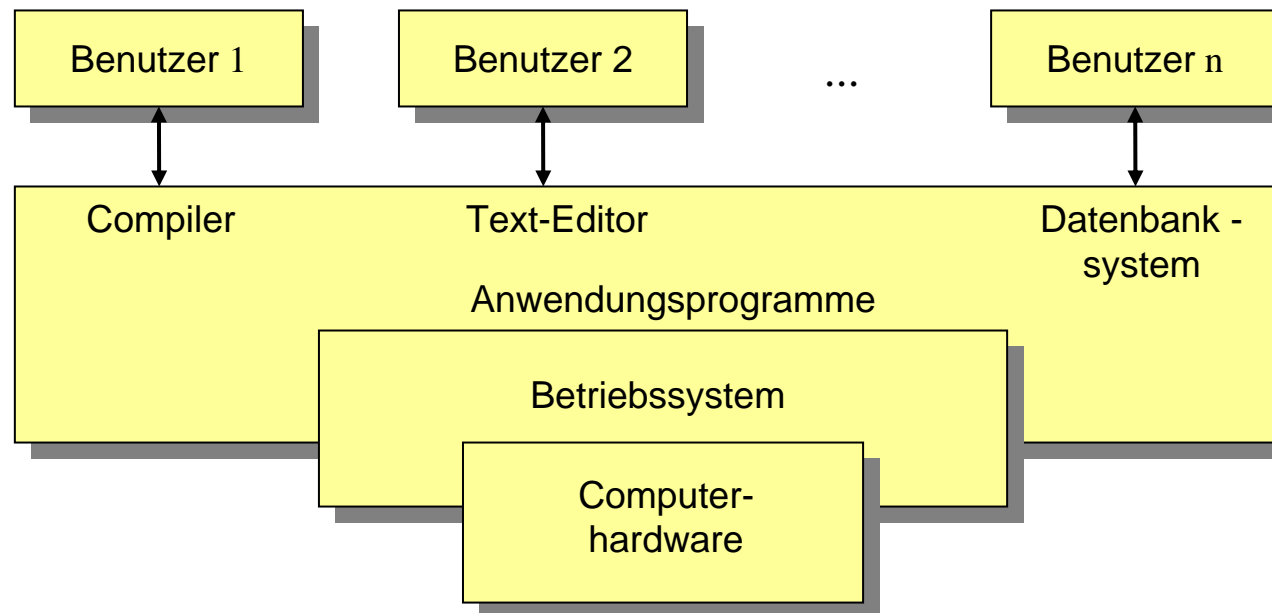 Benutzer 1
Benutzer 2
...
Benutzer n
Compiler
Text-Editor
Datenbank -
system
Anwendungsprogramme
Betriebssystem
Computer-
hardware